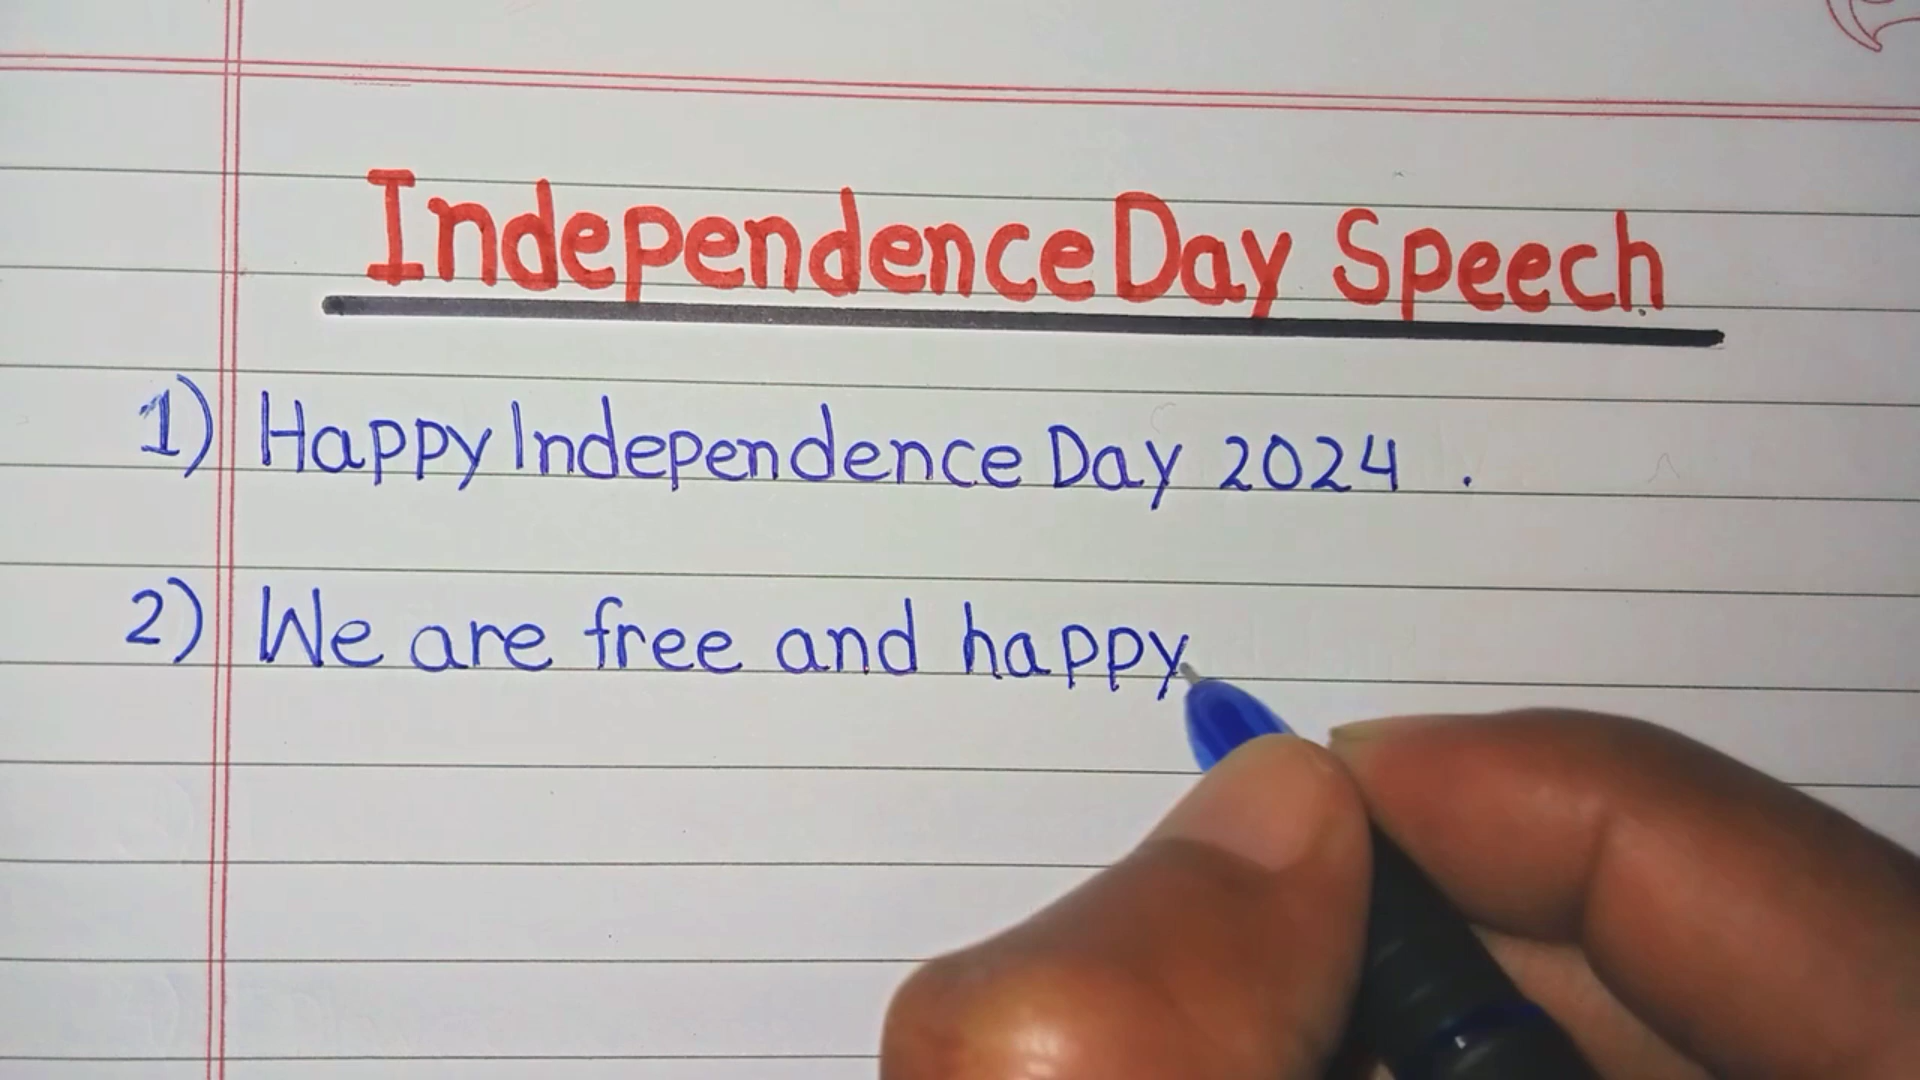 Independence Day Speech
1) Happy Independence Day 2024 .
2) We are free and happy